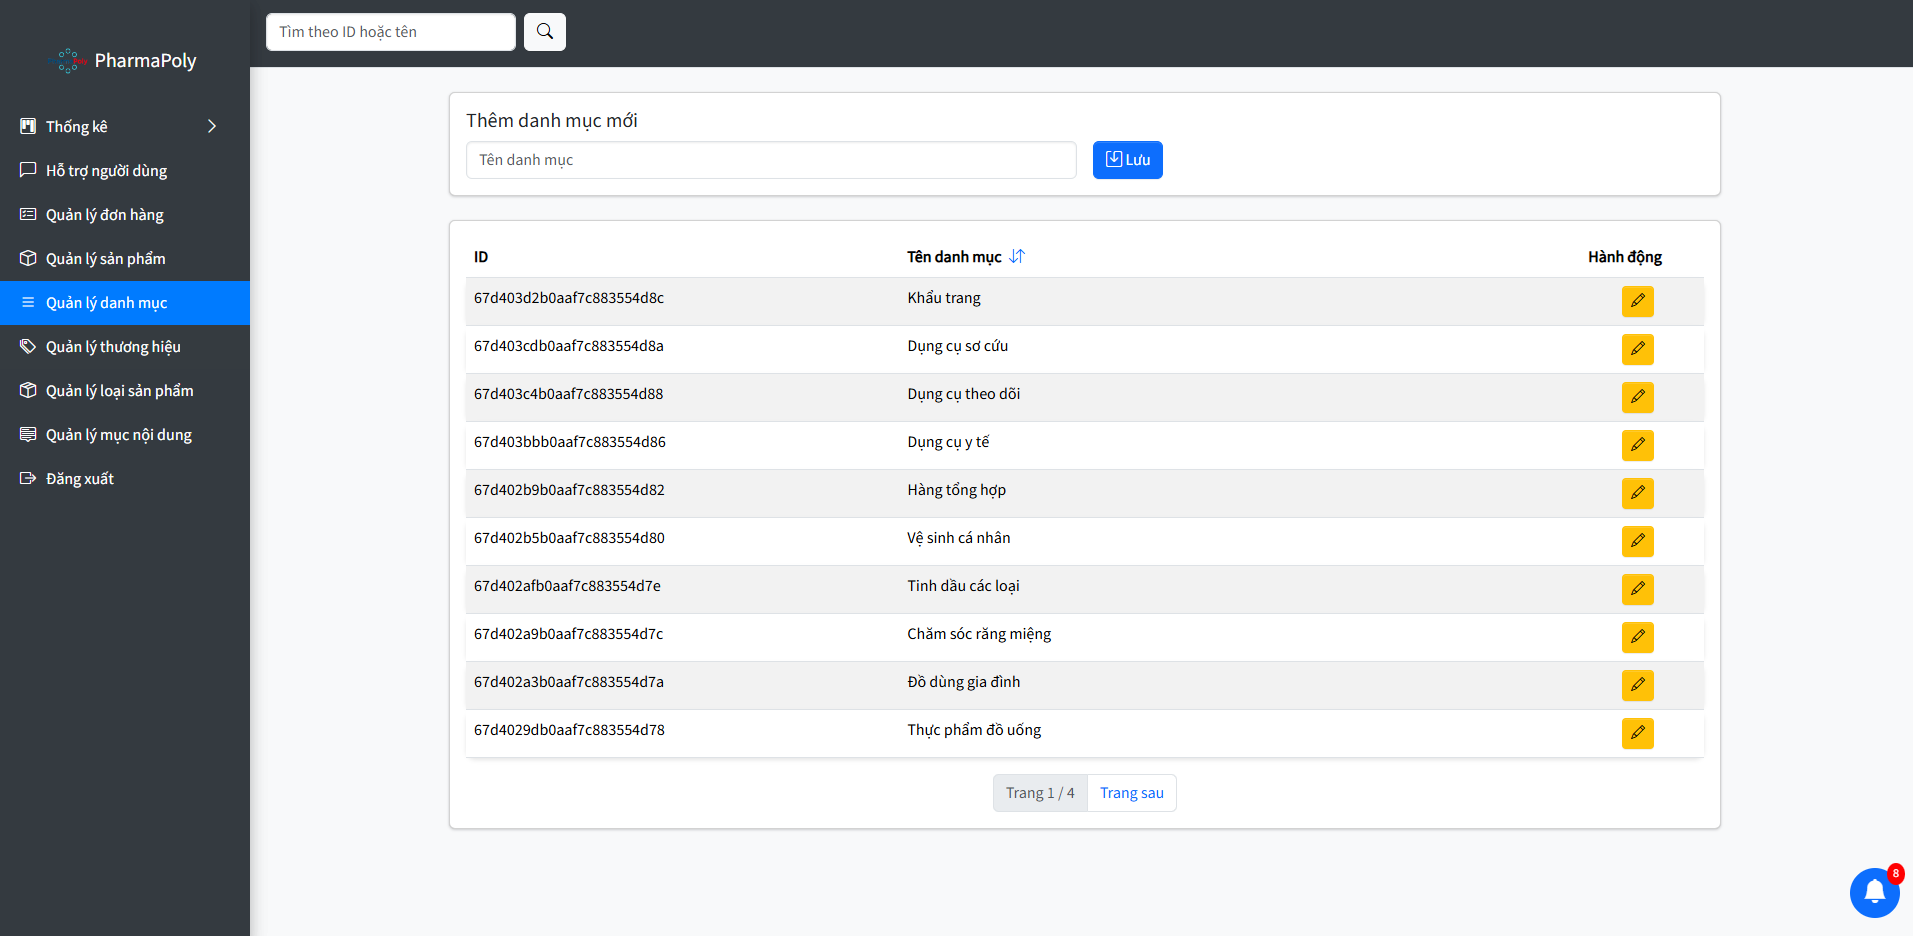 Tìm theo ID hoặc tên
PharmaPoly
Thống kê
Hỗ trợ người dùng
Quản lý đơn hàng
Quản lý sản phẩm
Quản lý danh mục
Quản lý thương hiệu
Quản lý loại sản phẩm
Quản lý mục nội dung
Đăng xuất
Thêm danh mục mới
Tên danh mục
Lưu
ID Tên danh mục Hành động
67d403d2b0aaf7c883554d8c Khẩu trang
67d403cdb0aaf7c883554d8a Dụng cụ sơ cứu
67d403c4b0aaf7c883554d88 Dụng cụ theo dõi
67d403bbb0aaf7c883554d86 Dụng cụ y tế
67d402b9b0aaf7c883554d82 Hàng tổng hợp
67d402b5b0aaf7c883554d80 Vệ sinh cá nhân
67d402afb0aaf7c883554d7e Tinh dầu các loại
67d402a9b0aaf7c883554d7c Chăm sóc răng miệng
67d402a3b0aaf7c883554d7a Đồ dùng gia đình
67d4029db0aaf7c883554d78 Thực phẩm đồ uống
Trang 1 / 4 Trang sau
8